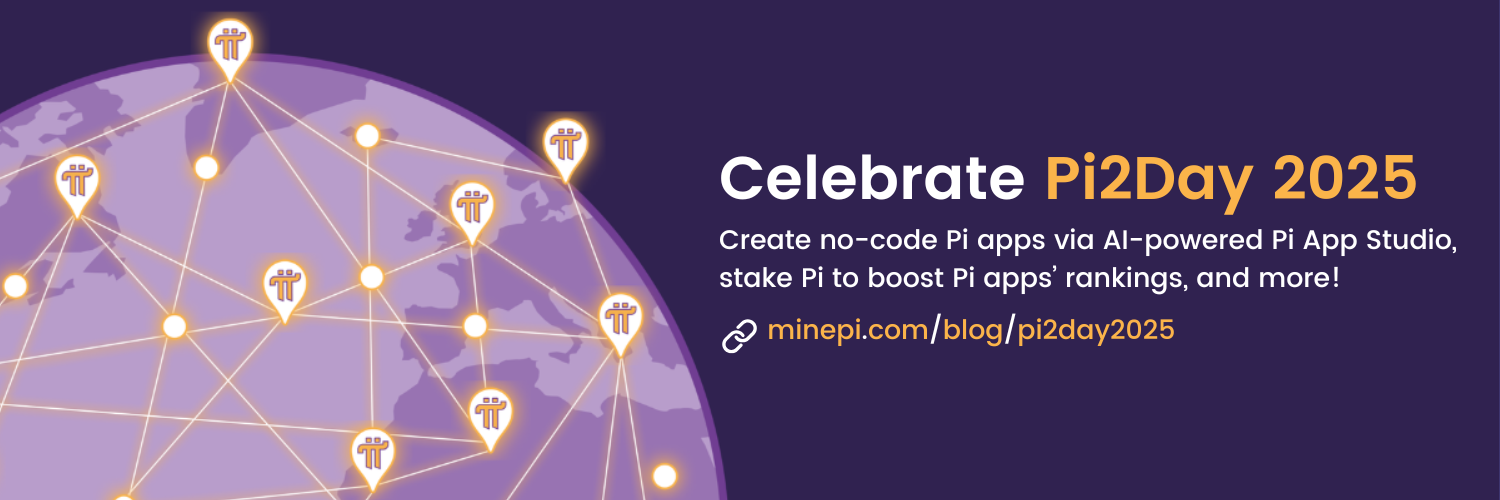 Celebrate Pi2Day 2025
Create no-code Pi apps via AI-powered Pi App Studio,
stake Pi to boost Pi apps’ rankings, and more!
minepi.com/blog/pi2day2025